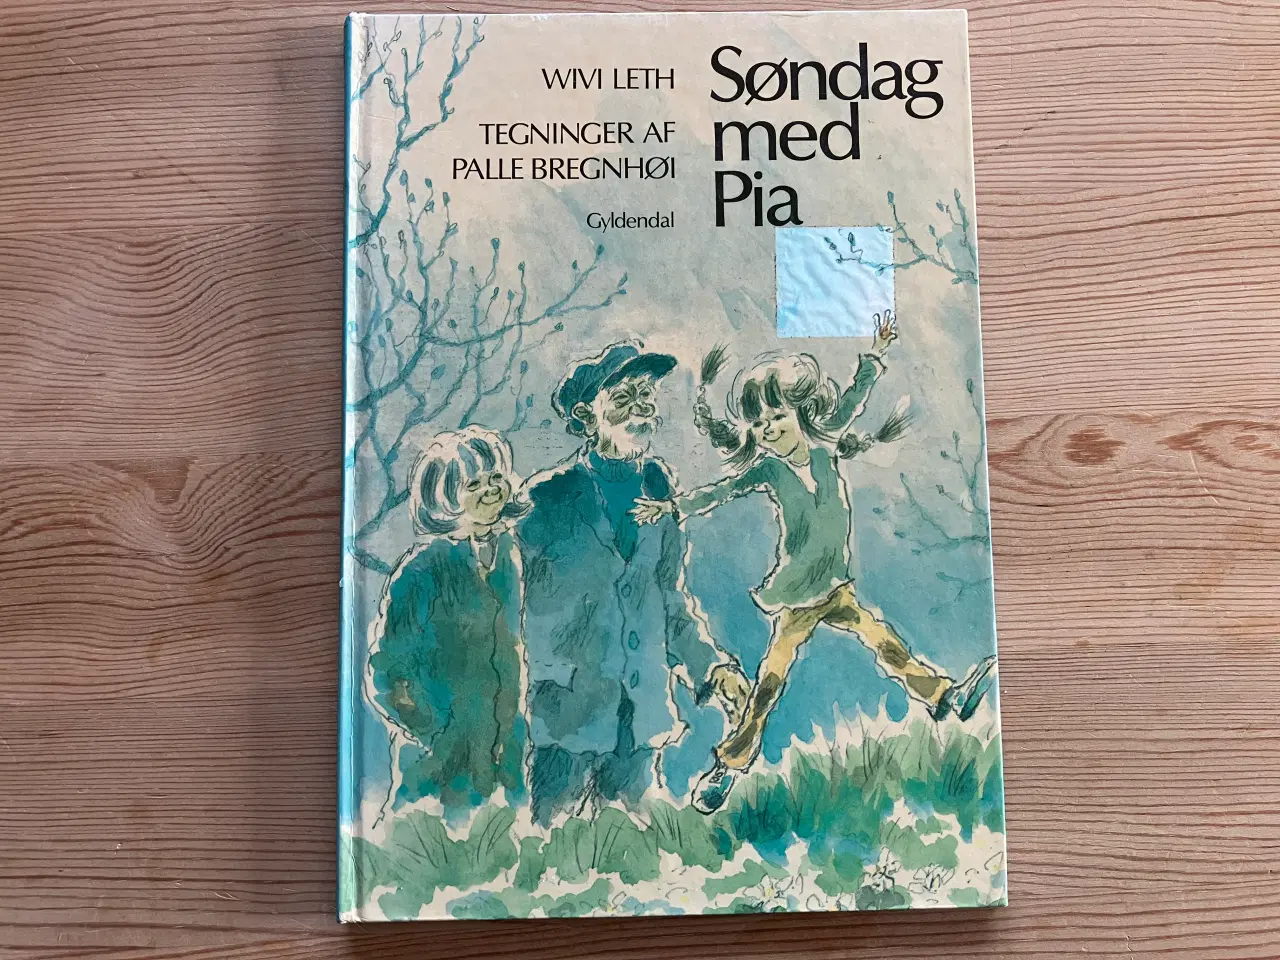 WIVI LETH
TEGNINGER AF
PALLE BREGNHØI
Gyldendal
Søndag
med
Pia